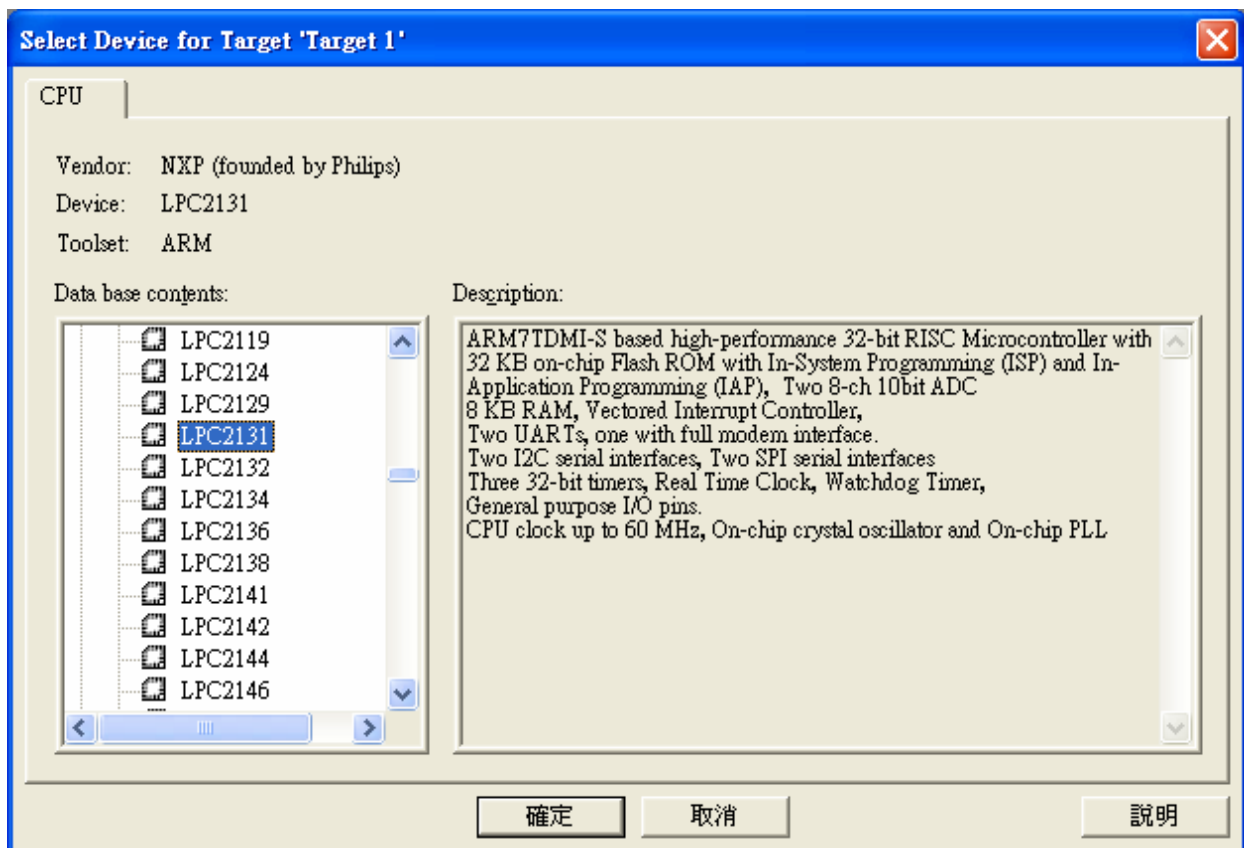 Select Device for Target 'Target 1'
CPU
Vendor: NXP (founded by Philips)
Device: LPC2131
Toolset: ARM
Data base contents:
LPC2119
LPC2124
LPC2129
LPC2131
LPC2132
LPC2134
LPC2136
LPC2138
LPC2141
LPC2142
LPC2144
LPC2146
Description:
ARM7TDMI-S based high-performance 32-bit RISC Microcontroller with
32 KB on-chip Flash ROM with In-System Programming (ISP) and In-
Application Programming (IAP), Two 8-ch 10bit ADC
8 KB RAM, Vectored Interrupt Controller,
Two UARTs, one with full modem interface.
Two I2C serial interfaces, Two SPI serial interfaces
Three 32-bit timers, Real Time Clock, Watchdog Timer,
General purpose I/O pins.
CPU clock up to 60 MHz, On-chip crystal oscillator and On-chip PLL
確定 取消 說明